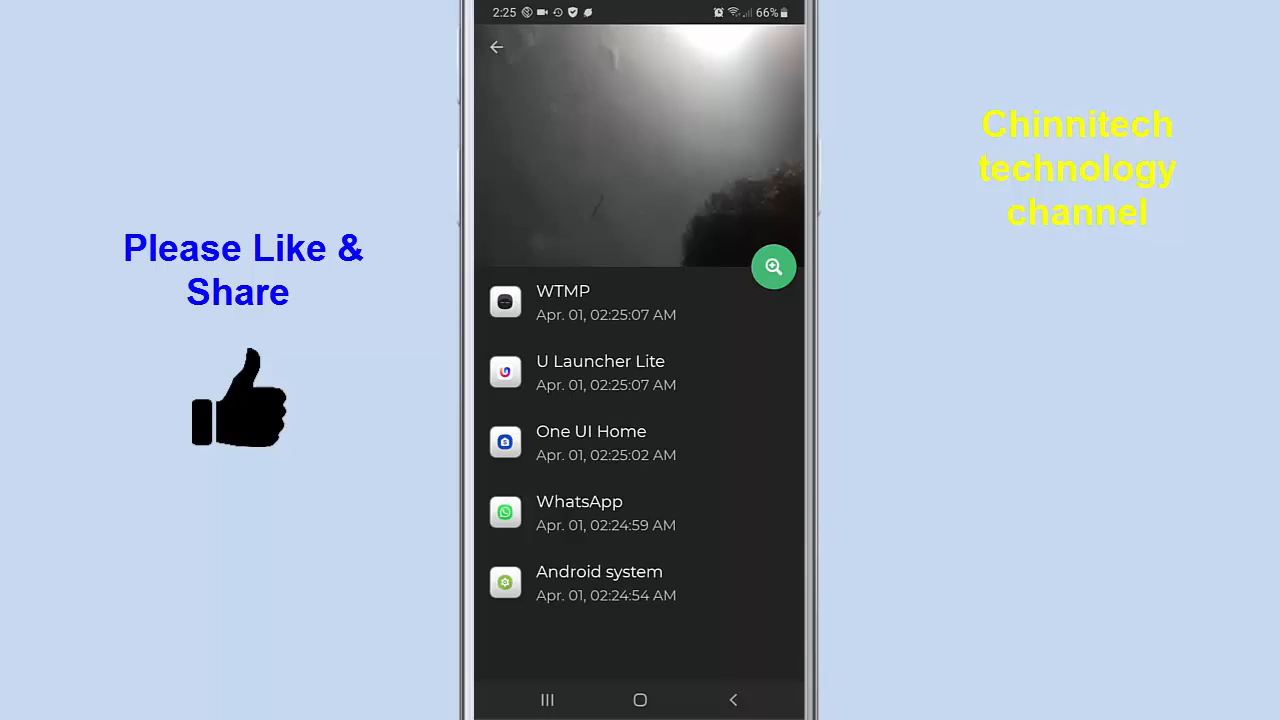 2:25
66%
Please Like &
Share
Chinnitech
technology
channel
WTMP
Apr. 01, 02:25:07 AM
U Launcher Lite
Apr. 01, 02:25:07 AM
One UI Home
Apr. 01, 02:25:02 AM
WhatsApp
Apr. 01, 02:24:59 AM
Android system
Apr. 01, 02:24:54 AM